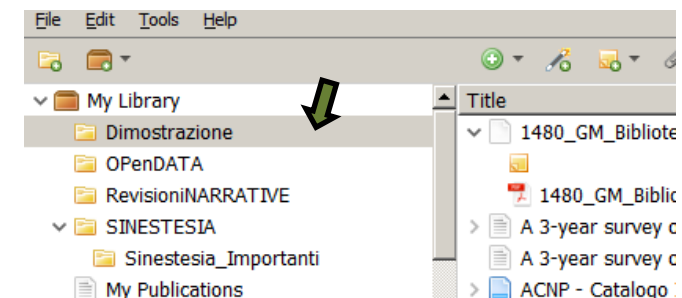 File Edit Tools Help
My Library
Dimostrazione
OPenDATA
RevisioniNARRATIVE
SINESTESIA
Sinestesia_Importanti
My Publications
Title
1480_GM_Bibliote
1480_GM_Biblio
A 3-year survey o
A 3-year survey o
ACNP - Catalogo